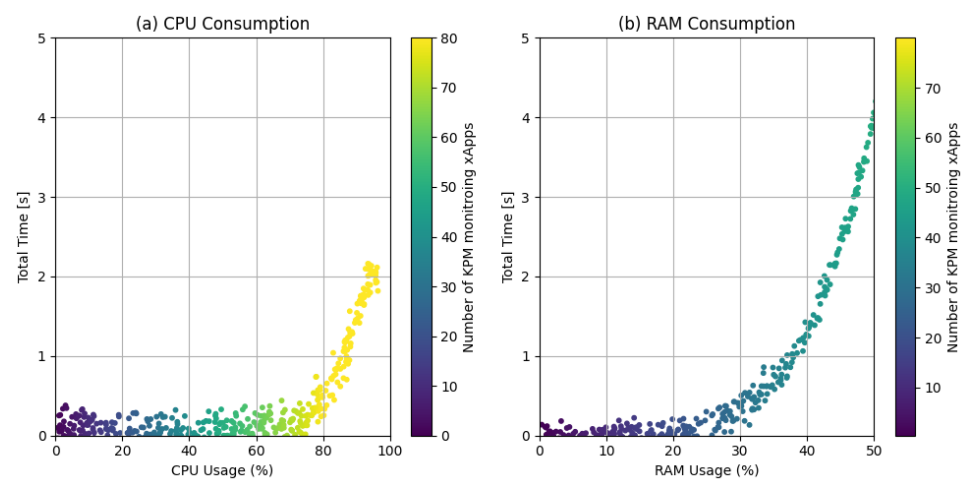 (a) CPU Consumption
5
4
3
2
1
0
Total Time [s]
0 20 40 60 80 100
CPU Usage (%)
80
70
60
50
40
30
20
10
0
Number of KPM monitroing xApps
(b) RAM Consumption
5
4
3
2
1
0
Total Time [s]
0 10 20 30 40 50
RAM Usage (%)
70
60
50
40
30
20
10
Number of KPM monitroing xApps